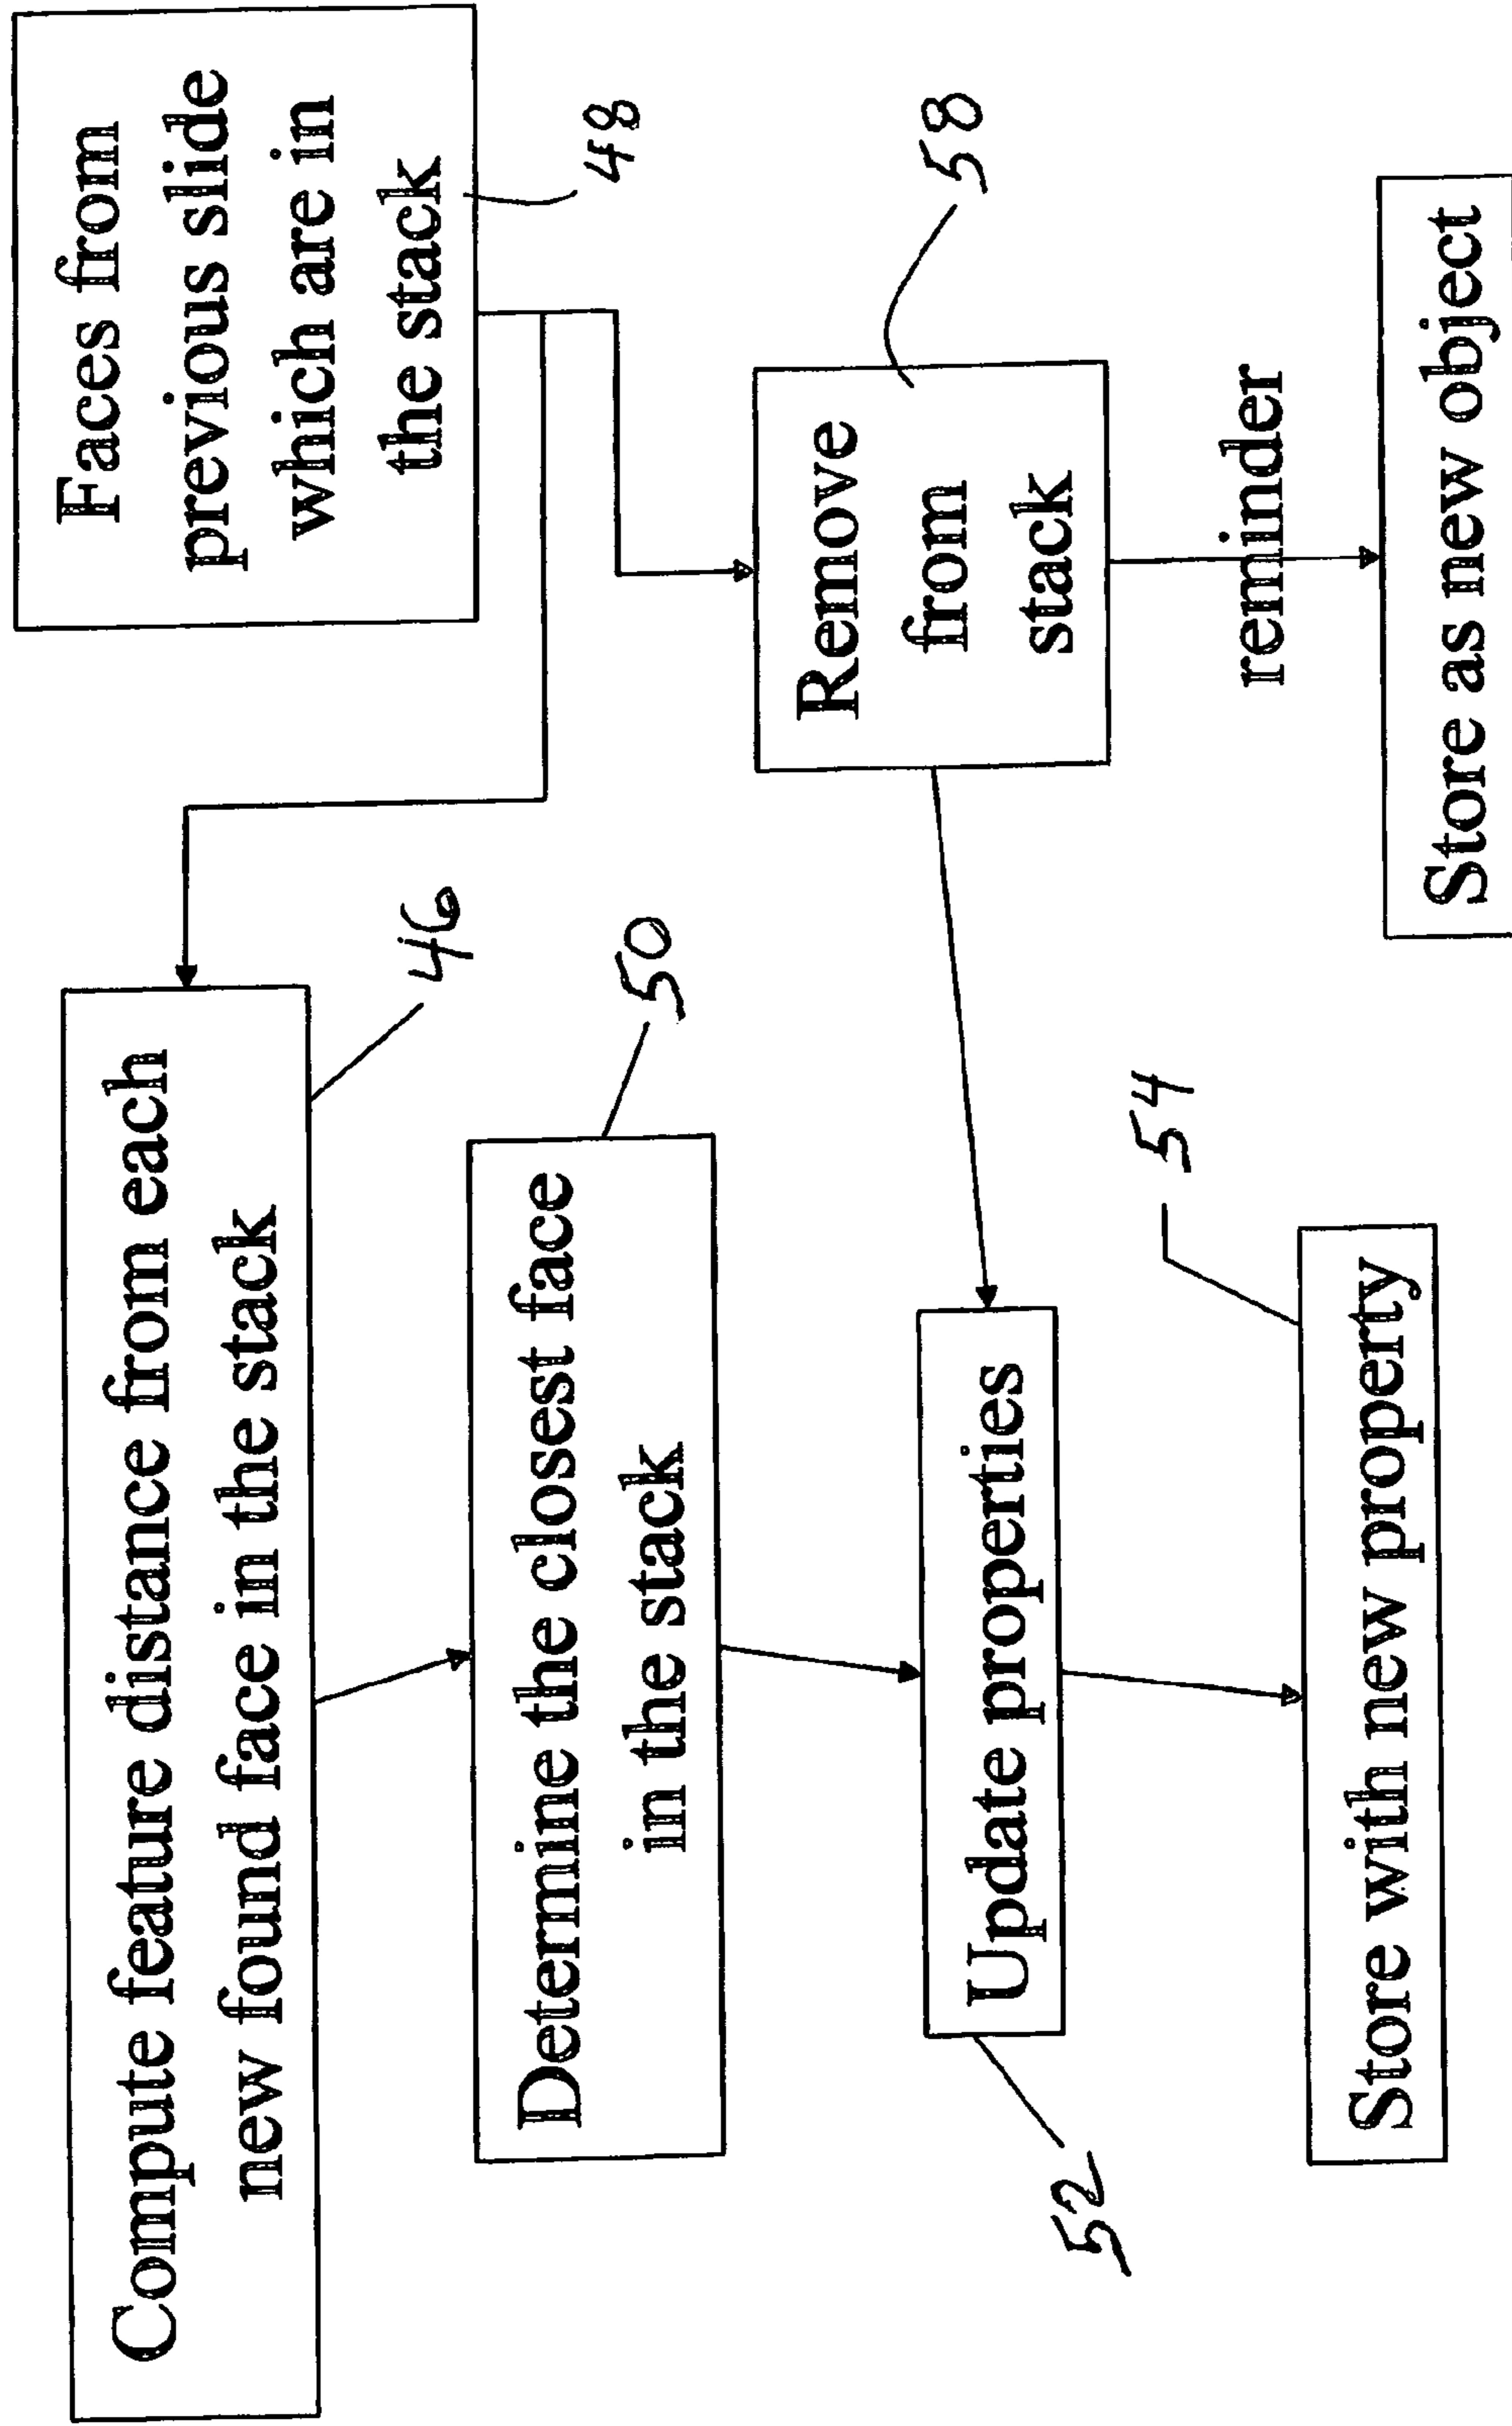 Compute feature distance from each
new found face in the stack
46
Faces from
previous slide
which are in
the stack
48
Determine the closest face
in the stack
50
Remove
from
stack
58
Update properties
52
reminder
Store with new property
54
Store as new object